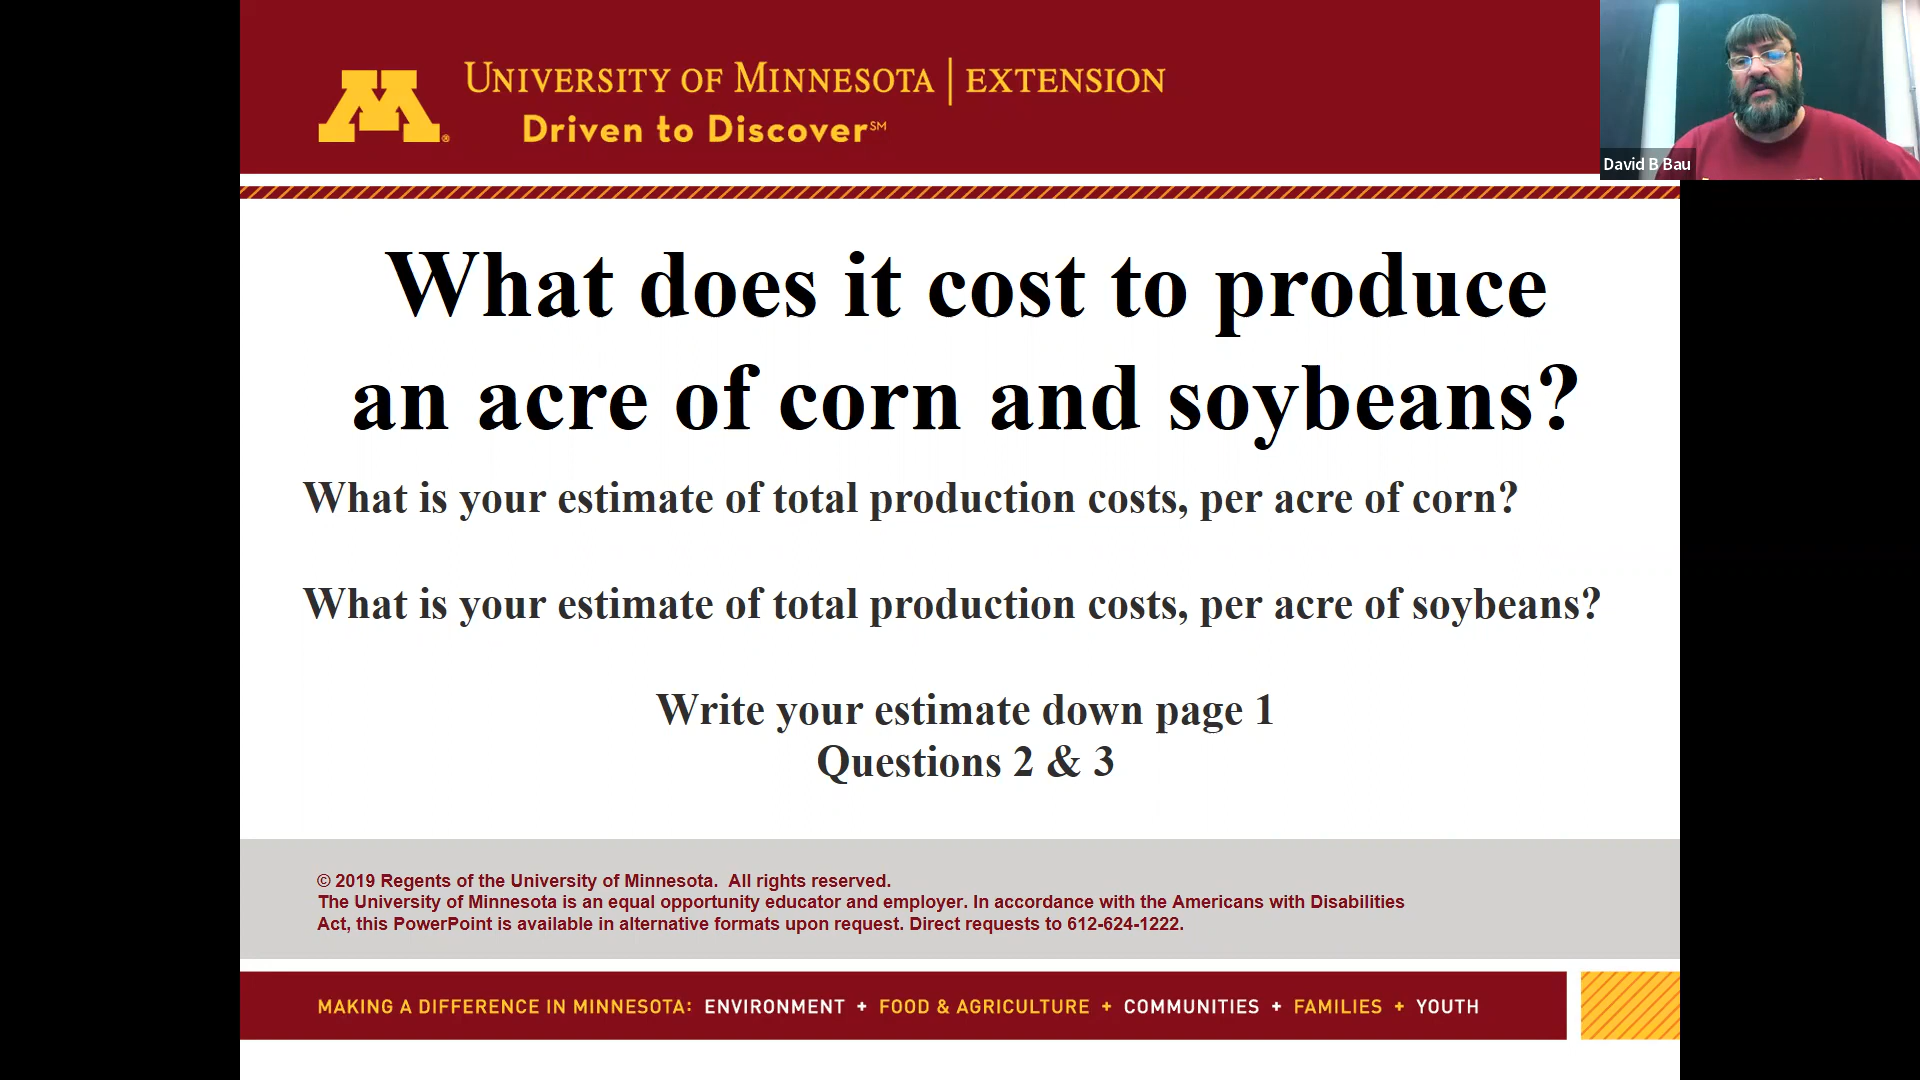 UNIVERSITY OF MINNESOTA | EXTENSION
Driven to Discover℠
David B Bau
What does it cost to produce
an acre of corn and soybeans?
What is your estimate of total production costs, per acre of corn?
What is your estimate of total production costs, per acre of soybeans?
Write your estimate down page 1
Questions 2 & 3
© 2019 Regents of the University of Minnesota.  All rights reserved.
The University of Minnesota is an equal opportunity educator and employer. In accordance with the Americans with Disabilities
Act, this PowerPoint is available in alternative formats upon request. Direct requests to 612-624-1222.
MAKING A DIFFERENCE IN MINNESOTA: ENVIRONMENT + FOOD & AGRICULTURE + COMMUNITIES + FAMILIES + YOUTH